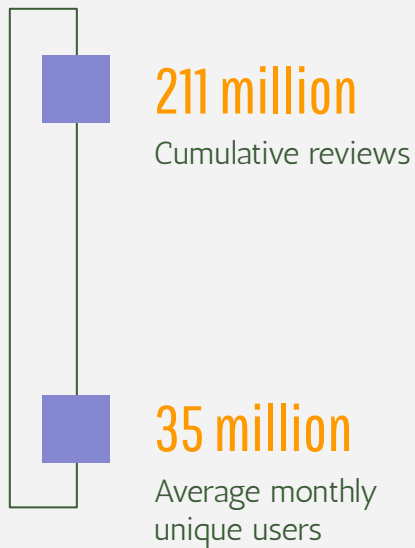 211 million
Cumulative reviews
35 million
Average monthly
unique users